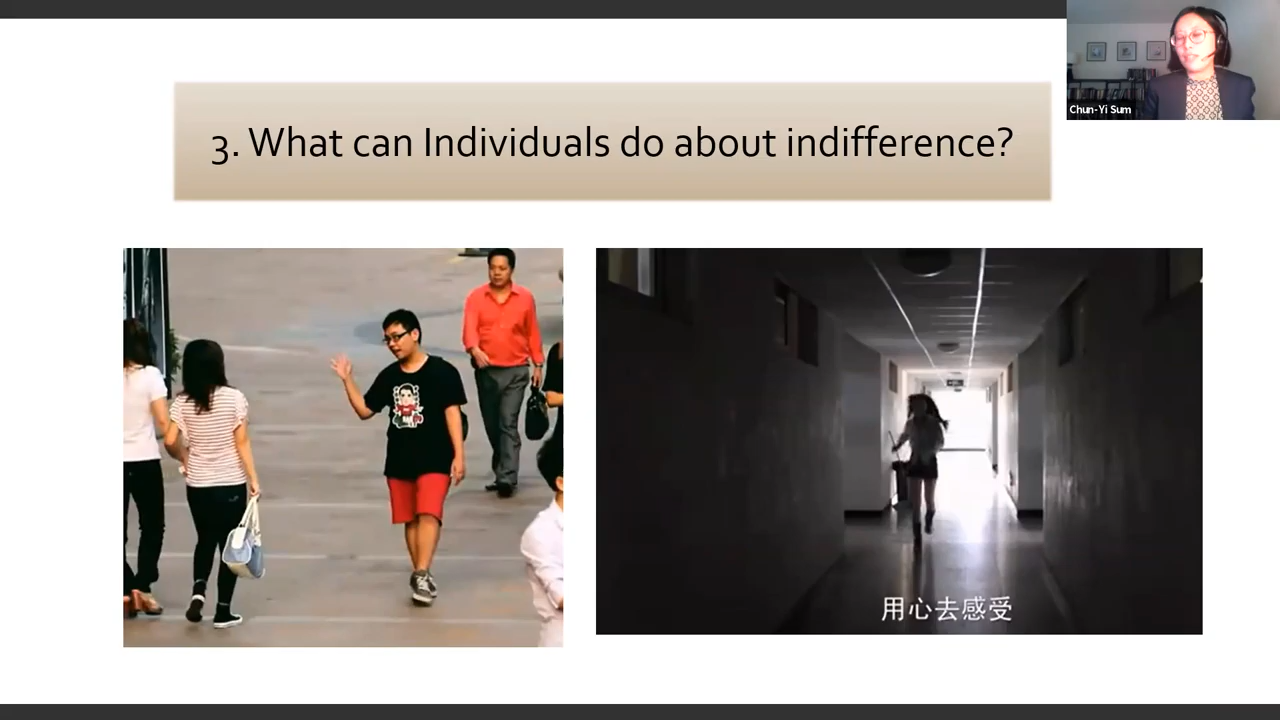 3. What can Individuals do about indifference?
Chun-Yi Sum
用心去感受